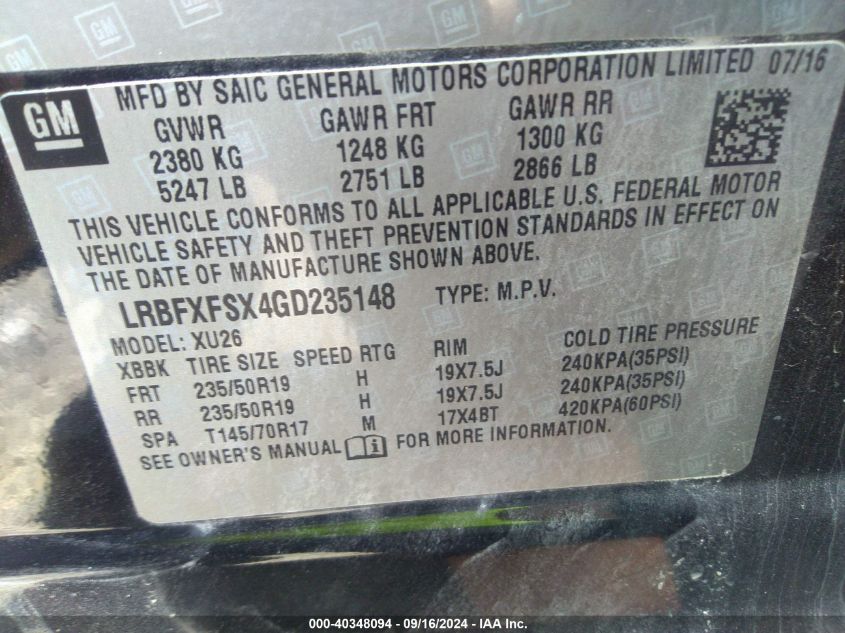 GM
MFD BY SAIC GENERAL MOTORS CORPORATION LIMITED 07/16
GVWR GAWR FRT GAWR RR
2380 KG 1248 KG 1300 KG
5247 LB 2751 LB 2866 LB
THIS VEHICLE CONFORMS TO ALL APPLICABLE U.S. FEDERAL MOTOR
VEHICLE SAFETY AND THEFT PREVENTION STANDARDS IN EFFECT ON
THE DATE OF MANUFACTURE SHOWN ABOVE.
LRBFXFSX4GD235148 TYPE: M.P.V.
MODEL: XU26
XBBK TIRE SIZE SPEED RTG RIM COLD TIRE PRESSURE
FRT 235/50R19 H 19X7.5J 240KPA(35PSI)
RR 235/50R19 H 19X7.5J 240KPA(35PSI)
SPA T145/70R17 M 17X4BT 420KPA(60PSI)
SEE OWNER'S MANUAL FOR MORE INFORMATION.
000-40348094 - 09/16/2024 - IAA Inc.